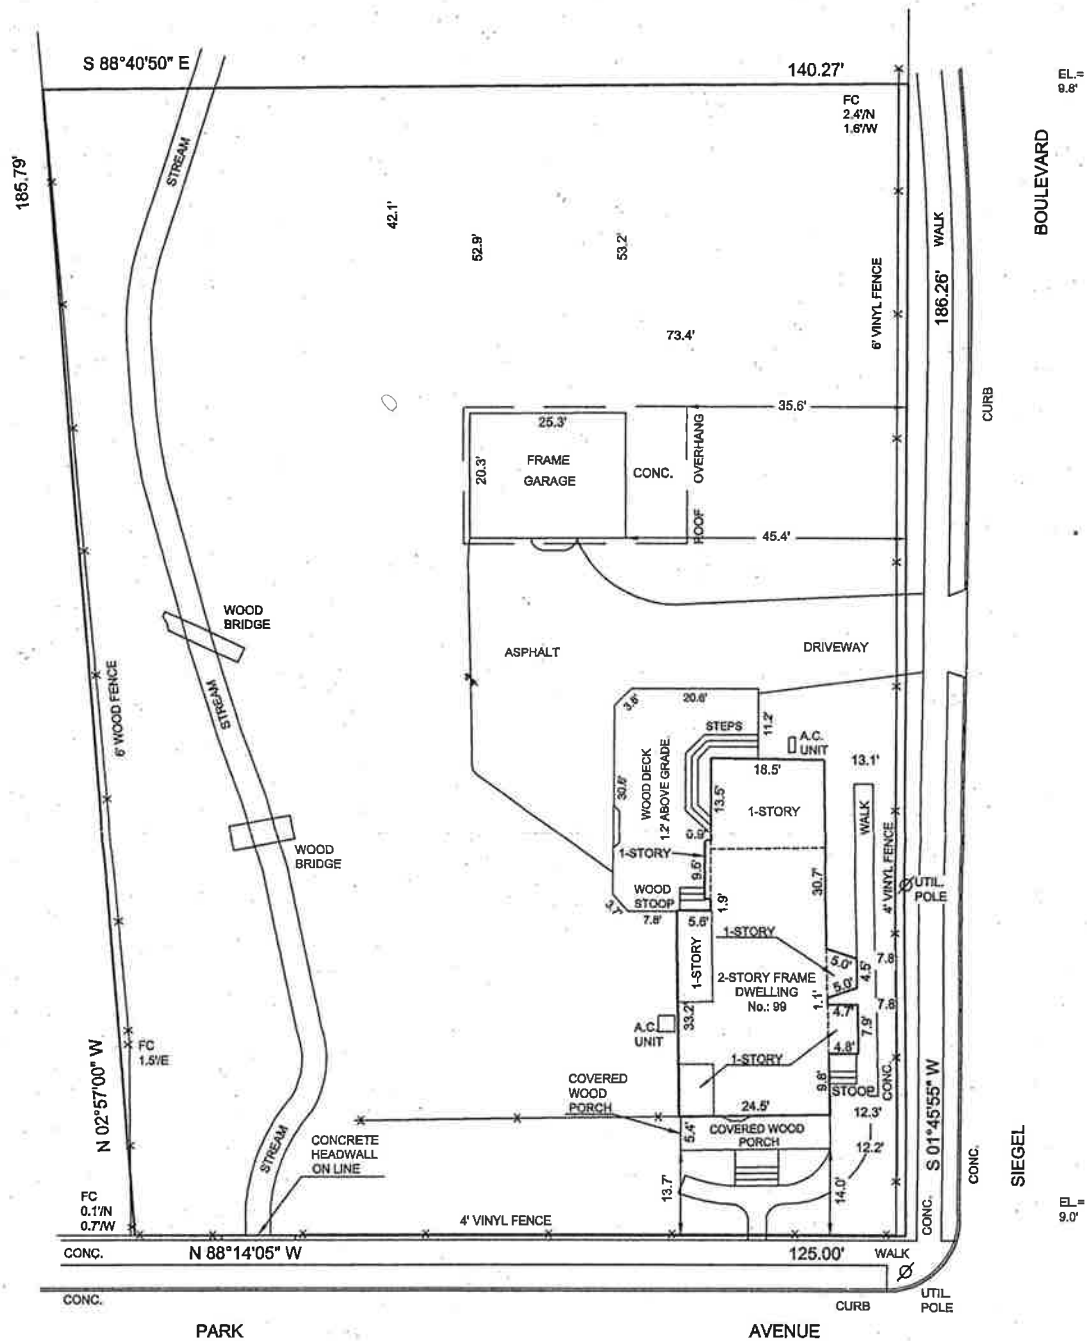 S 88°40'50" E
140.27'
EL.=
9.8'
FC
2.4'/N
1.6'/W
BOULEVARD
185.79'
STREAM
42.1'
52.9'
53.2'
WALK
186.26'
6' VINYL FENCE
73.4'
CURB
35.6'
25.3'
20.3'
FRAME
GARAGE
CONC.
ROOF OVERHANG
45.4'
WOOD
BRIDGE
ASPHALT
DRIVEWAY
6' WOOD FENCE
STREAM
3.8'
20.6'
STEPS
11.2'
A.C.
UNIT
18.5'
13.1'
30.6'
WOOD DECK
1.2' ABOVE GRADE
13.5'
1-STORY
WALK
0.9'
1-STORY
9.6'
WOOD
BRIDGE
30.7'
4' VINYL FENCE
UTIL.
POLE
WOOD
STOOP
1.9'
3.7'
7.8'
5.6'
1-STORY
1-STORY
5.0'
4.5'
7.8
2-STORY FRAME
DWELLING
No.: 99
5.0'
1.1'
4.7'
7.8
33.2'
7.9'
A.C.
UNIT
4.8'
FC
1.5'/E
1-STORY
9.8'
STOOP
CONC.
N 02°57'00" W
COVERED
WOOD
PORCH
24.5'
12.3'
S 01°45'55" W
5.4'
COVERED WOOD
PORCH
12.2'
STREAM
CONCRETE
HEADWALL
ON LINE
13.7'
14.0'
CONC.
SIEGEL
FC
0.1'/N
0.7'/W
EL.=
9.0'
4' VINYL FENCE
CONC.
CONC.
N 88°14'05" W
125.00'
WALK
CONC.
CURB
UTIL.
POLE
PARK
AVENUE